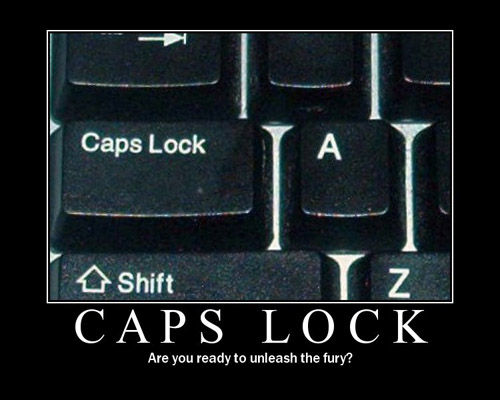 Caps Lock
A
Shift
Z
CAPS LOCK
Are you ready to unleash the fury?